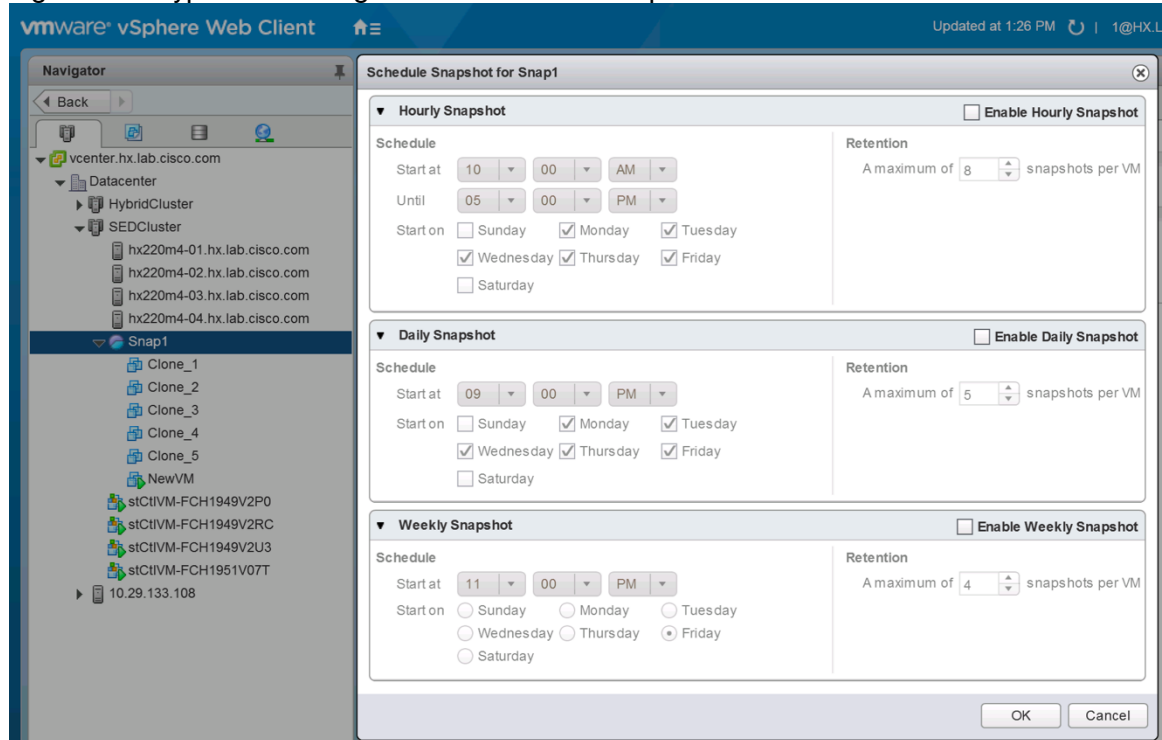 vmware® vSphere Web Client
Updated at 1:26 PM | 1@HX.L
Navigator
Back
vcenter.hx.lab.cisco.com
Datacenter
HybridCluster
SEDCluster
hx220m4-01.hx.lab.cisco.com
hx220m4-02.hx.lab.cisco.com
hx220m4-03.hx.lab.cisco.com
hx220m4-04.hx.lab.cisco.com
Snap1
Clone_1
Clone_2
Clone_3
Clone_4
Clone_5
NewVM
stCtlVM-FCH1949V2P0
stCtlVM-FCH1949V2RC
stCtlVM-FCH1949V2U3
stCtlVM-FCH1951V07T
10.29.133.108
Schedule Snapshot for Snap1
Hourly Snapshot Enable Hourly Snapshot
Schedule Retention
Start at 10 00 AM A maximum of 8 snapshots per VM
Until 05 00 PM
Start on Sunday Monday Tuesday
Wednesday Thursday Friday
Saturday
Daily Snapshot Enable Daily Snapshot
Schedule Retention
Start at 09 00 PM A maximum of 5 snapshots per VM
Start on Sunday Monday Tuesday
Wednesday Thursday Friday
Saturday
Weekly Snapshot Enable Weekly Snapshot
Schedule Retention
Start at 11 00 PM A maximum of 4 snapshots per VM
Start on Sunday Monday Tuesday
Wednesday Thursday Friday
Saturday
OK Cancel